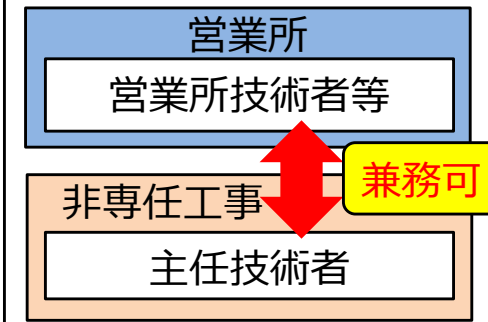 営業所
営業所技術者等
兼務可
非専任工事
主任技術者